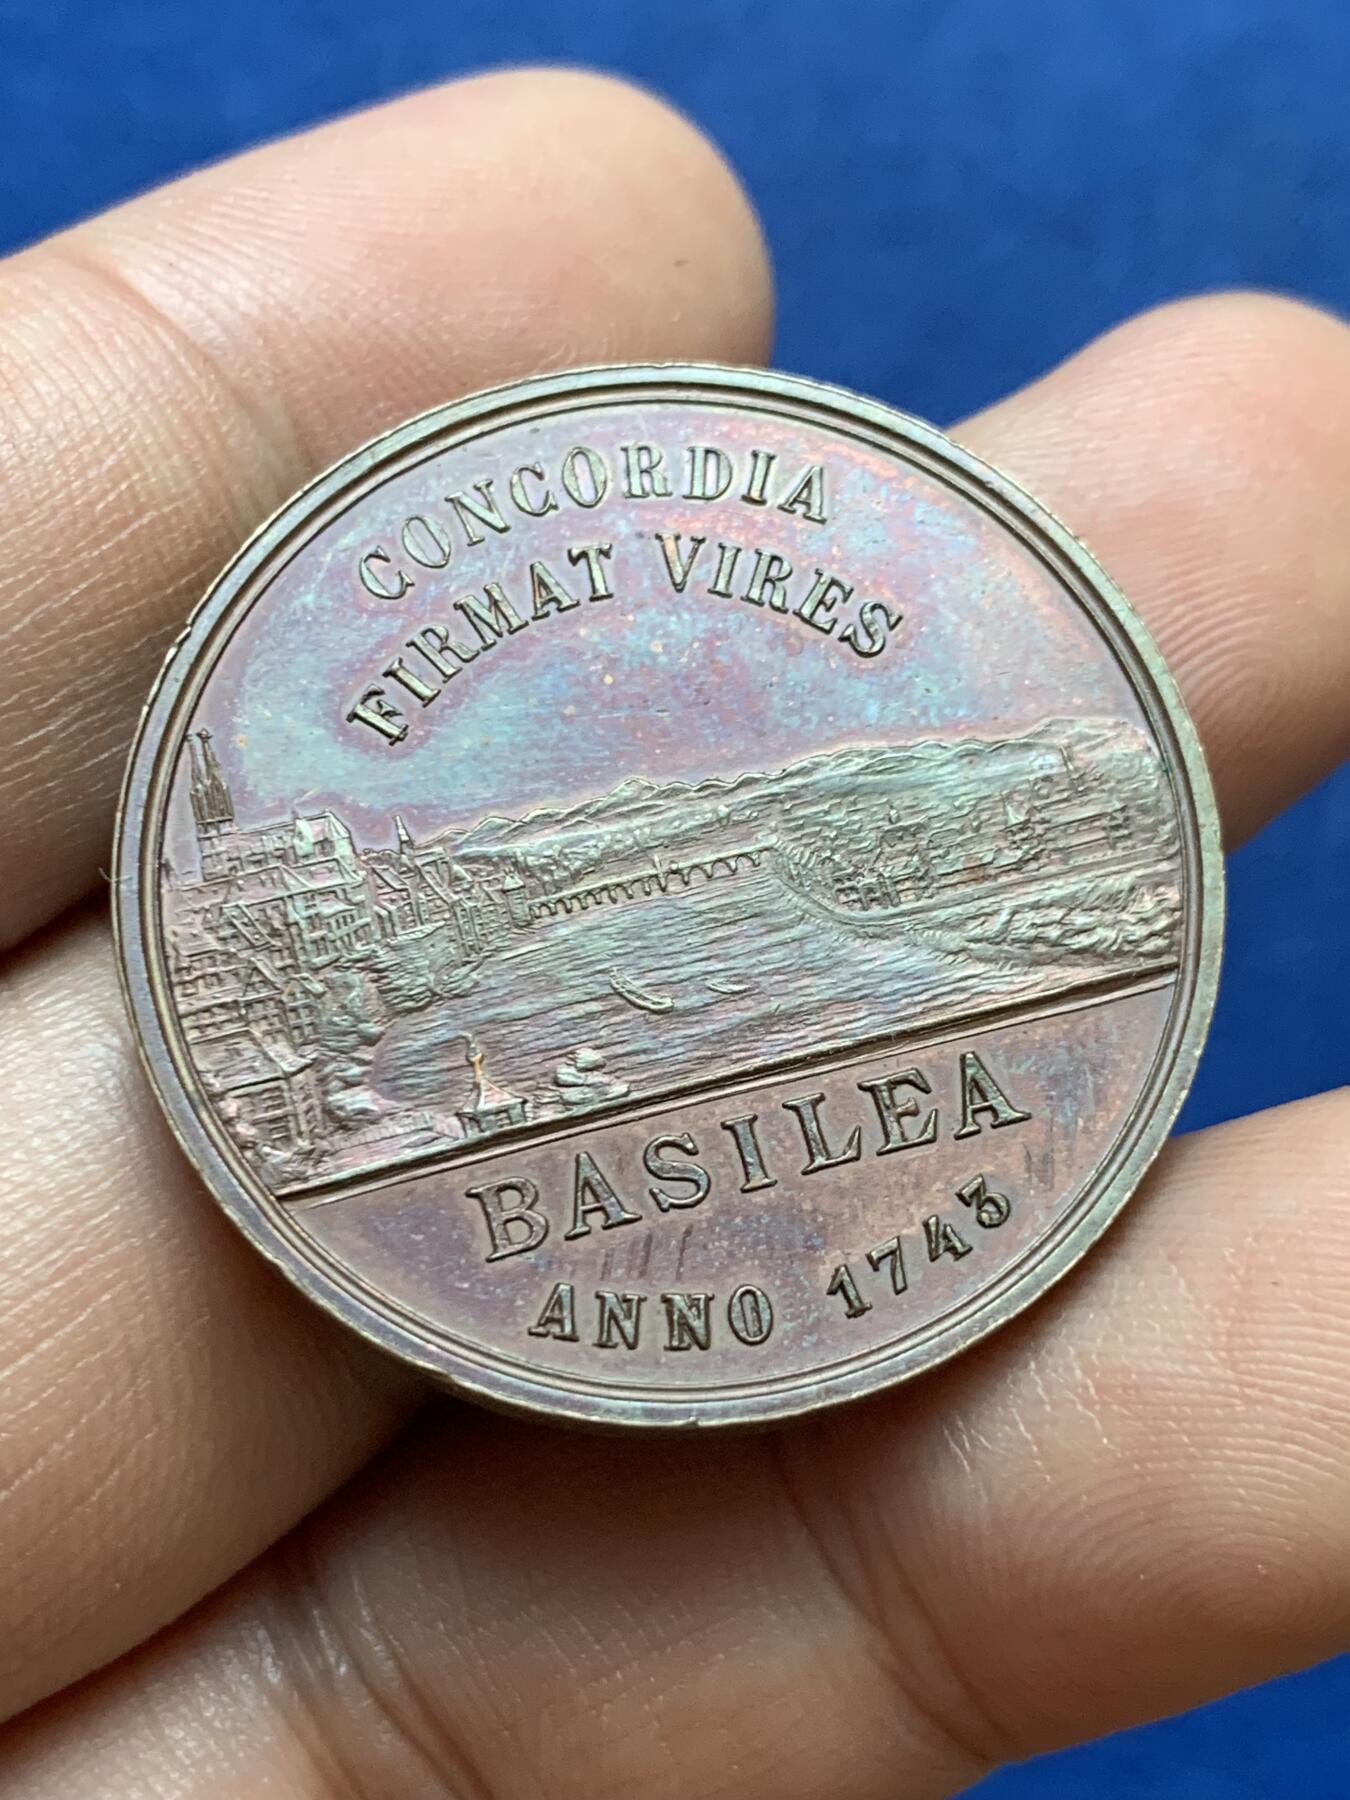 CONCORDIA
FIRMAT VIRES
BASILEA
ANNO 1743